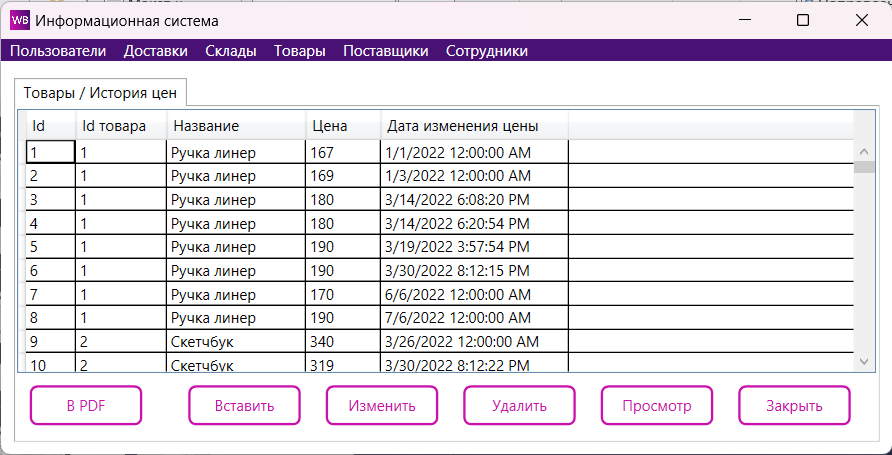 WB Информационная система
Пользователи Доставки Склады Товары Поставщики Сотрудники
Товары / История цен
Id Id товара Название Цена Дата изменения цены
1 1 Ручка линер 167 1/1/2022 12:00:00 AM
2 1 Ручка линер 169 1/3/2022 12:00:00 AM
3 1 Ручка линер 180 3/14/2022 6:08:20 PM
4 1 Ручка линер 180 3/14/2022 6:20:54 PM
5 1 Ручка линер 190 3/19/2022 3:57:54 PM
6 1 Ручка линер 190 3/30/2022 8:12:15 PM
7 1 Ручка линер 170 6/6/2022 12:00:00 AM
8 1 Ручка линер 190 7/6/2022 12:00:00 AM
9 2 Скетчбук 340 3/26/2022 12:00:00 AM
10 2 Скетчбук 319 3/30/2022 8:12:22 PM
В PDF Вставить Изменить Удалить Просмотр Закрыть